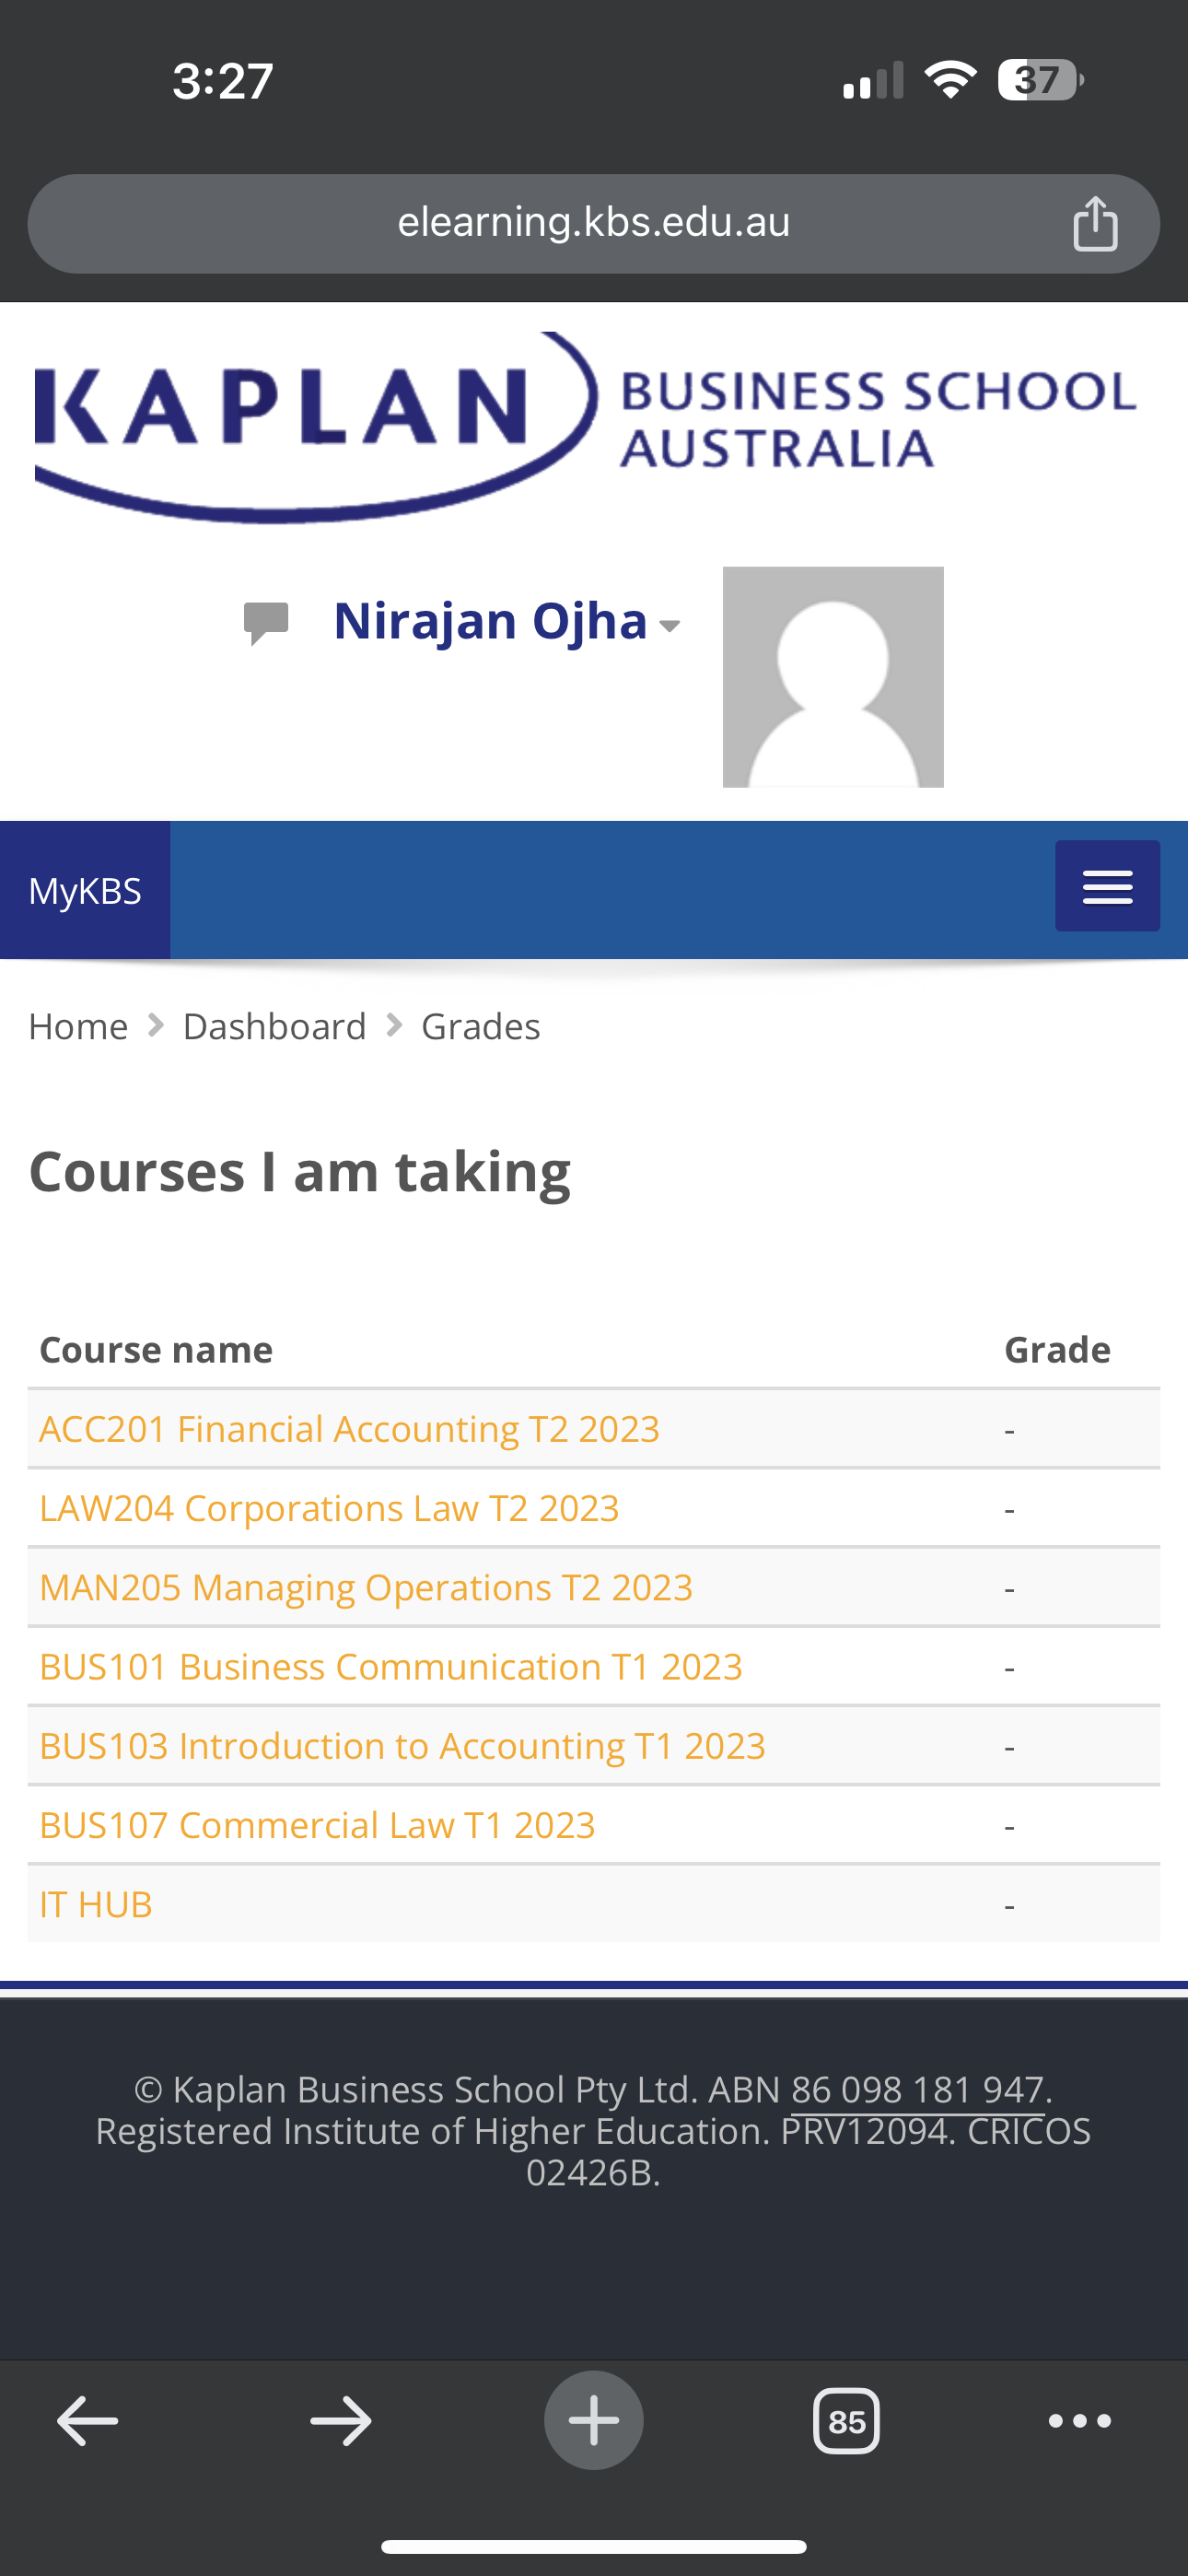 3:27
37
elearning.kbs.edu.au
KAPLAN
BUSINESS SCHOOL
AUSTRALIA
Nirajan Ojha
MyKBS
Home > Dashboard > Grades
Courses I am taking
Course name Grade
ACC201 Financial Accounting T2 2023 -
LAW204 Corporations Law T2 2023 -
MAN205 Managing Operations T2 2023 -
BUS101 Business Communication T1 2023 -
BUS103 Introduction to Accounting T1 2023 -
BUS107 Commercial Law T1 2023 -
IT HUB -
© Kaplan Business School Pty Ltd. ABN 86 098 181 947.
Registered Institute of Higher Education. PRV12094. CRICOS
02426B.
85